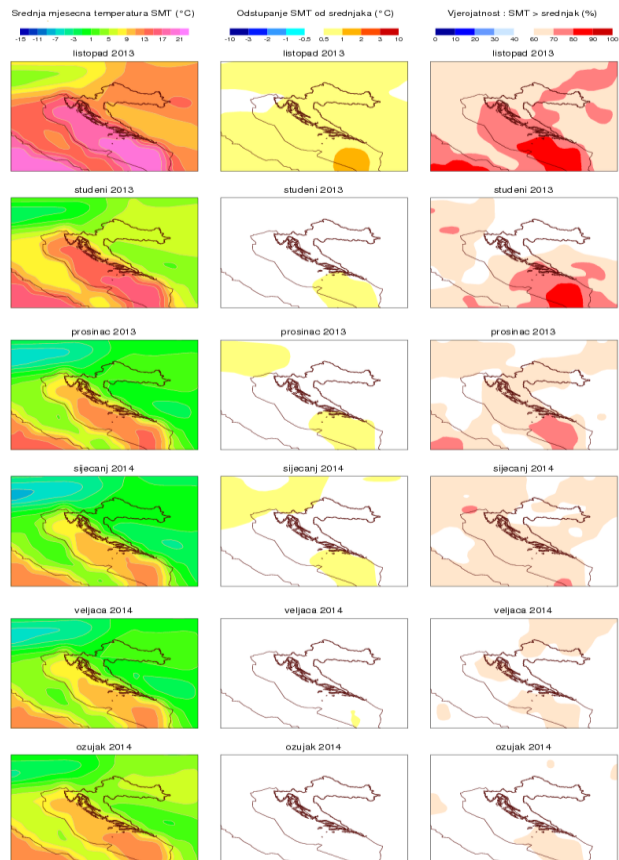 Srednja mjesecna temperatura SMT (°C)
Odstupanje SMT od srednjaka (°C)
Vjerojatnost : SMT > srednjak (%)
-15 -11 -7 -3 1 5 9 13 17 21
-10 -3 -2 -1 -0.5 0.5 1 2 3 10
0 10 20 30 40 60 70 80 90 100
listopad 2013
listopad 2013
listopad 2013
studeni 2013
studeni 2013
studeni 2013
prosinac 2013
prosinac 2013
prosinac 2013
sijecanj 2014
sijecanj 2014
sijecanj 2014
veljaca 2014
veljaca 2014
veljaca 2014
ozujak 2014
ozujak 2014
ozujak 2014